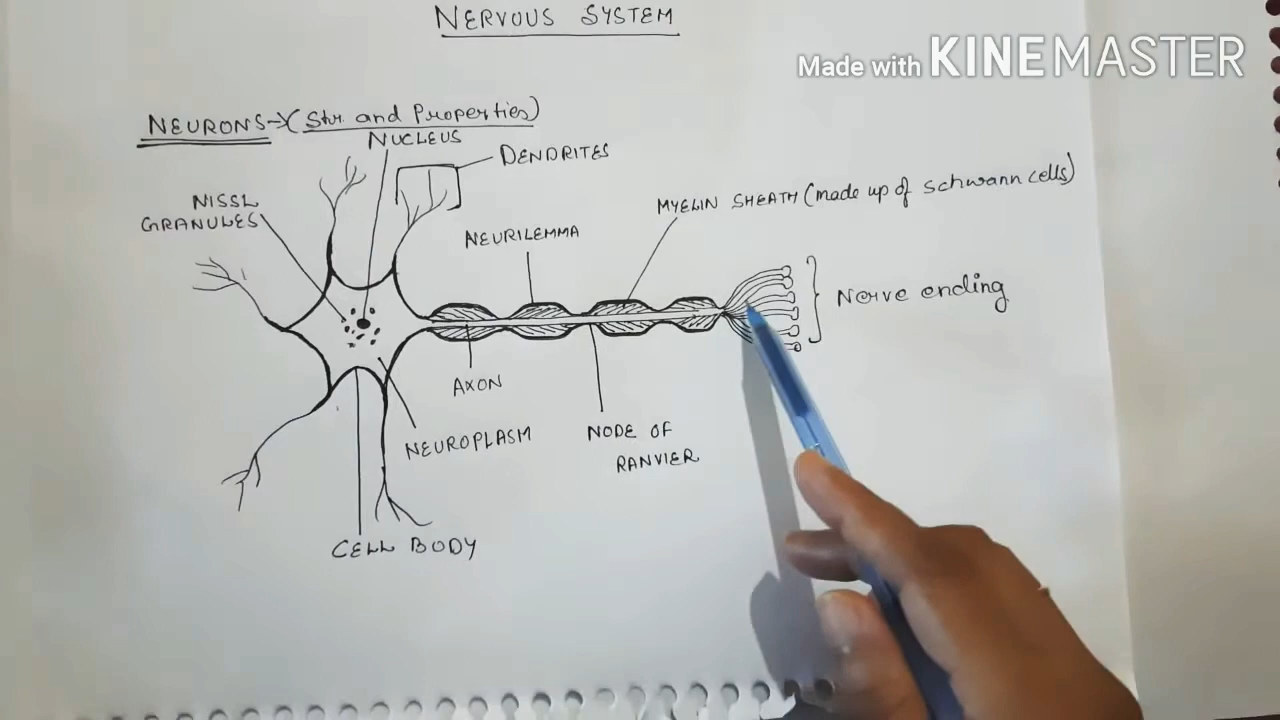 NERVOUS SYSTEM
Made with KINEMASTER
NEURONS→(Str. and Properties)
NUCLEUS
DENDRITES
NISSL
GRANULES
MYELIN SHEATH (made up of Schwann cells)
NEURILEMMA
Nerve ending
AXON
NEUROPLASM
NODE OF
RANVIER
CELL BODY